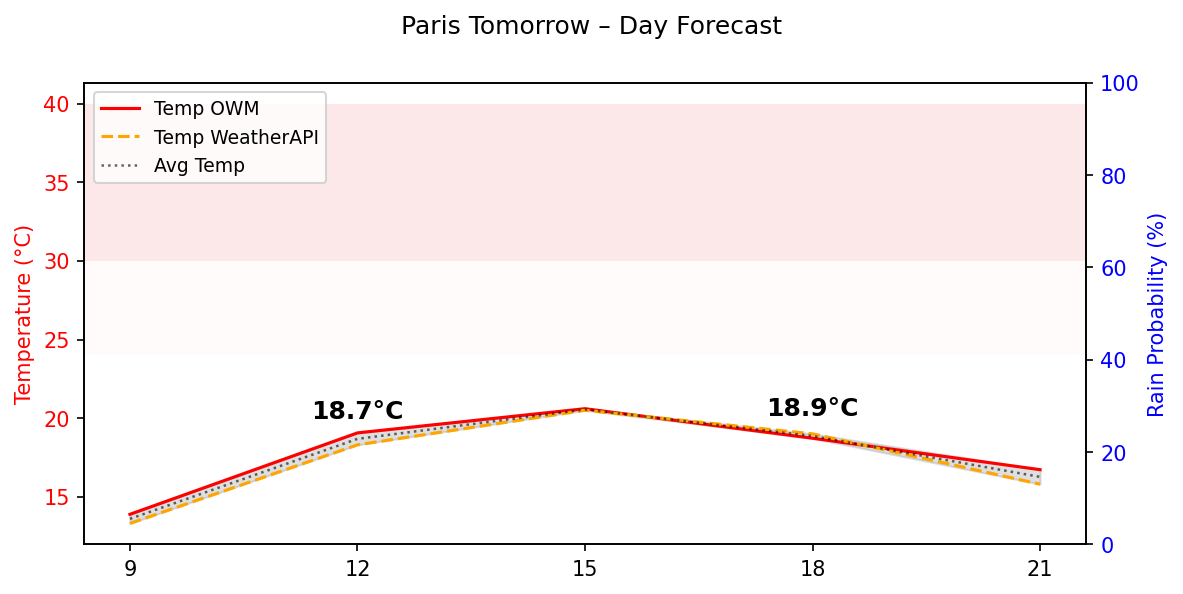 Paris Tomorrow – Day Forecast
Temp OWM
Temp WeatherAPI
Avg Temp
Temperature (°C)
40
35
30
25
20
15
18.7°C
18.9°C
100
80
60
40
20
0
Rain Probability (%)
9
12
15
18
21